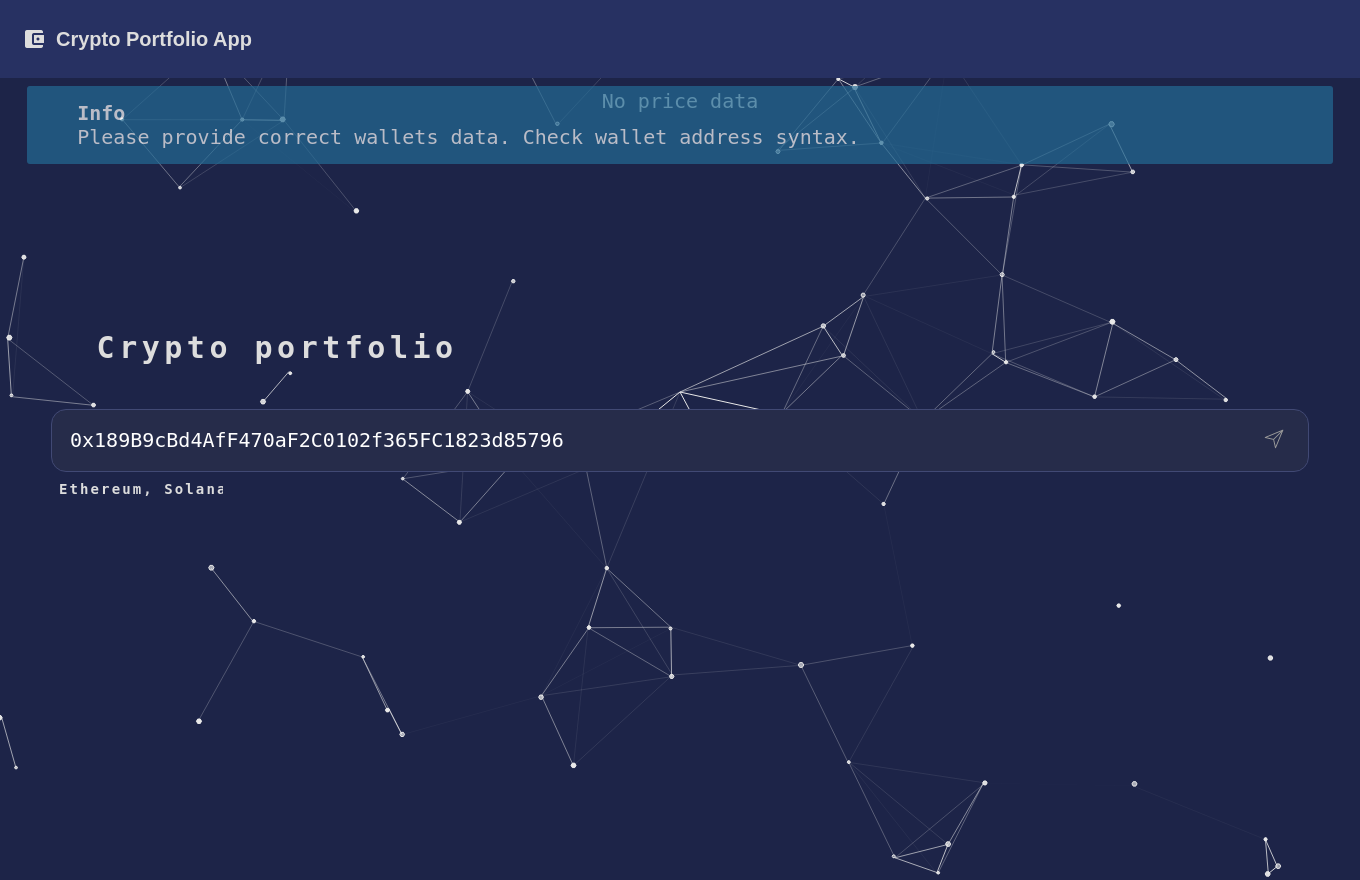 Crypto Portfolio App
No price data
Info
Please provide correct wallets data. Check wallet address syntax.
Crypto portfolio
0x189B9cBd4AfF470aF2C0102f365FC1823d85796
Ethereum, Solana